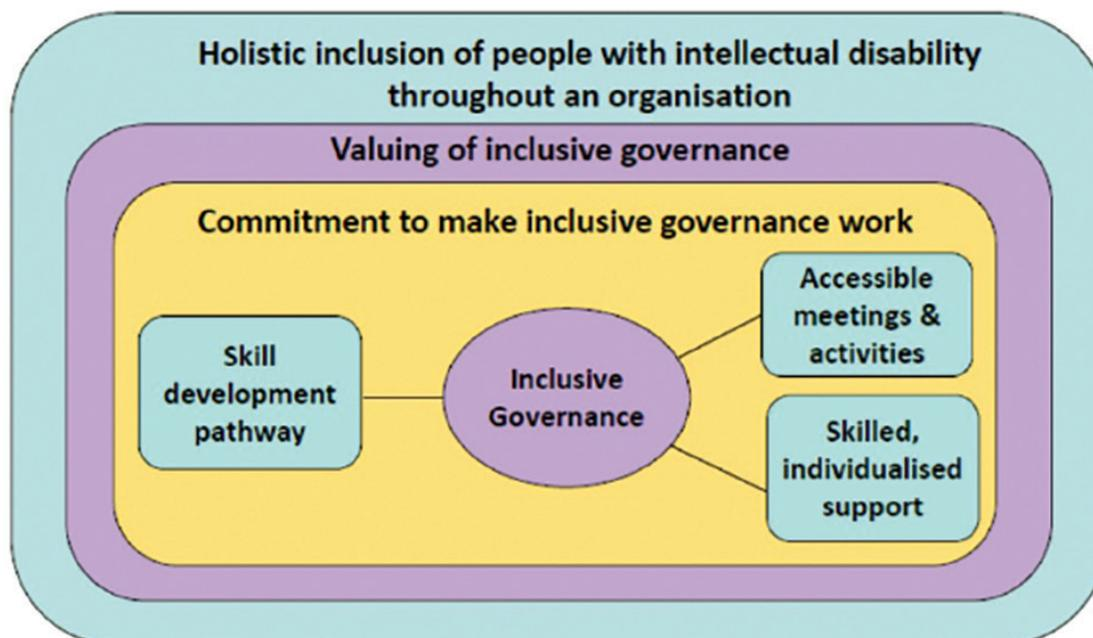 Holistic inclusion of people with intellectual disability
throughout an organisation
Valuing of inclusive governance
Commitment to make inclusive governance work
Skill
development
pathway
Inclusive
Governance
Accessible
meetings &
activities
Skilled,
individualised
support